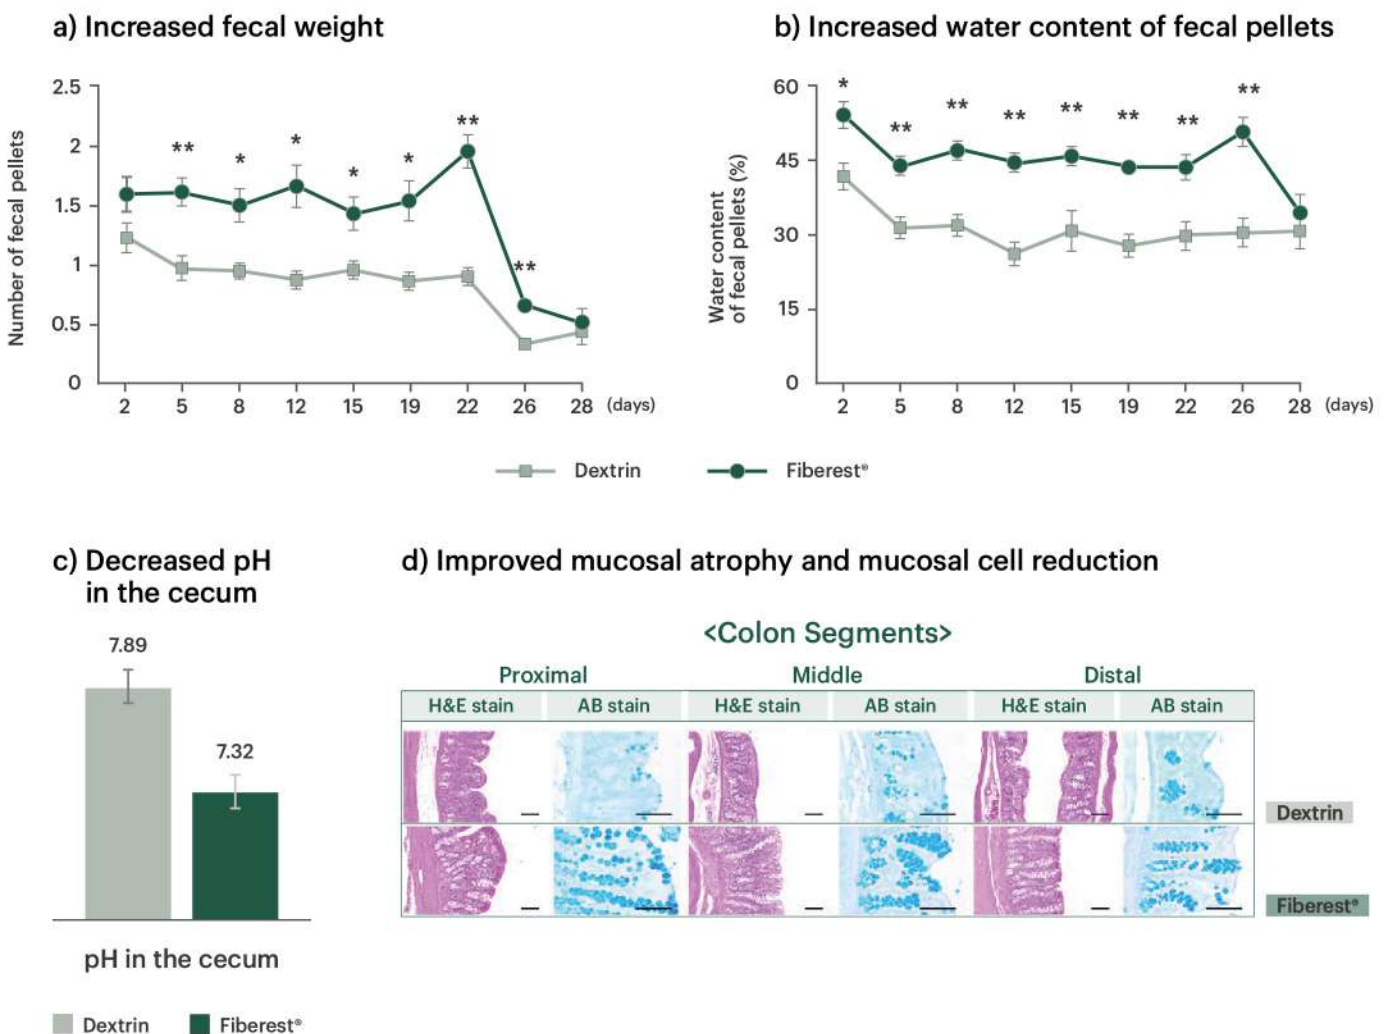 a) Increased fecal weight
Number of fecal pellets
2.5
2
1.5
1
0.5
0
** * * * * ** **
2 5 8 12 15 19 22 26 28 (days)
b) Increased water content of fecal pellets
Water content
of fecal pellets (%)
60
45
30
15
0
* ** ** ** ** ** ** **
2 5 8 12 15 19 22 26 28 (days)
Dextrin Fiberest®
c) Decreased pH
in the cecum
7.89
7.32
pH in the cecum
Dextrin Fiberest®
d) Improved mucosal atrophy and mucosal cell reduction
<Colon Segments>
Proximal Middle Distal
H&E stain AB stain H&E stain AB stain H&E stain AB stain
Dextrin
Fiberest®